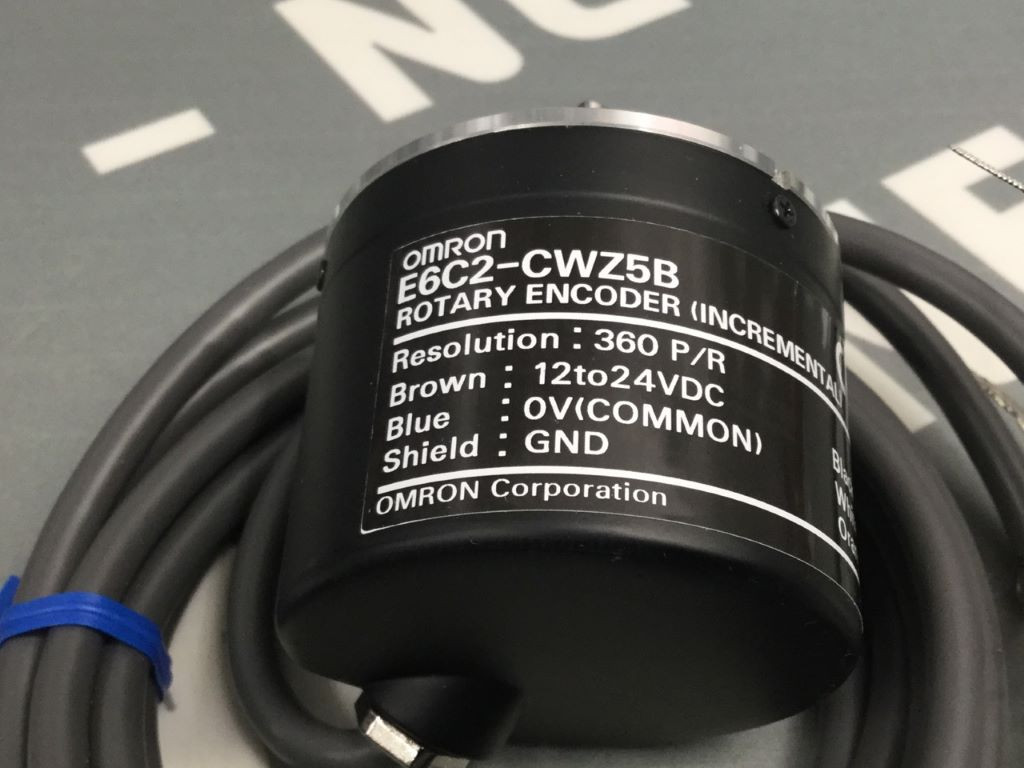 OMRON
E6C2-CWZ5B
ROTARY ENCODER (INCREMENTAL)
Resolution : 360 P/R
Brown : 12to24VDC
Blue : 0V(COMMON)
Shield : GND
OMRON Corporation